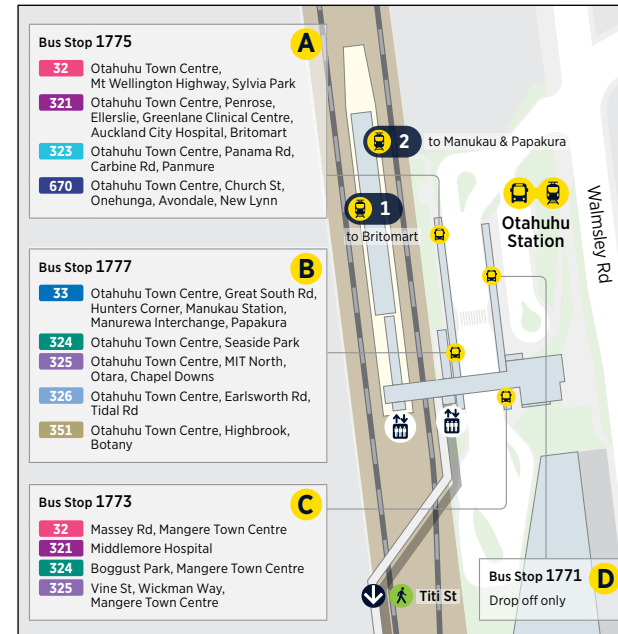 Bus Stop 1775
A
32 Otahuhu Town Centre,
Mt Wellington Highway, Sylvia Park
321 Otahuhu Town Centre, Penrose,
Ellerslie, Greenlane Clinical Centre,
Auckland City Hospital, Britomart
323 Otahuhu Town Centre, Panama Rd,
Carbine Rd, Panmure
670 Otahuhu Town Centre, Church St,
Onehunga, Avondale, New Lynn
Bus Stop 1777
B
33 Otahuhu Town Centre, Great South Rd,
Hunters Corner, Manukau Station,
Manurewa Interchange, Papakura
324 Otahuhu Town Centre, Seaside Park
325 Otahuhu Town Centre, MIT North,
Otara, Chapel Downs
326 Otahuhu Town Centre, Earlsworth Rd,
Tidal Rd
351 Otahuhu Town Centre, Highbrook,
Botany
Bus Stop 1773
C
32 Massey Rd, Mangere Town Centre
321 Middlemore Hospital
324 Boggust Park, Mangere Town Centre
325 Vine St, Wickman Way,
Mangere Town Centre
2 to Manukau & Papakura
1
to Britomart
Otahuhu
Station
Walmsley Rd
Titi St
Bus Stop 1771
D
Drop off only